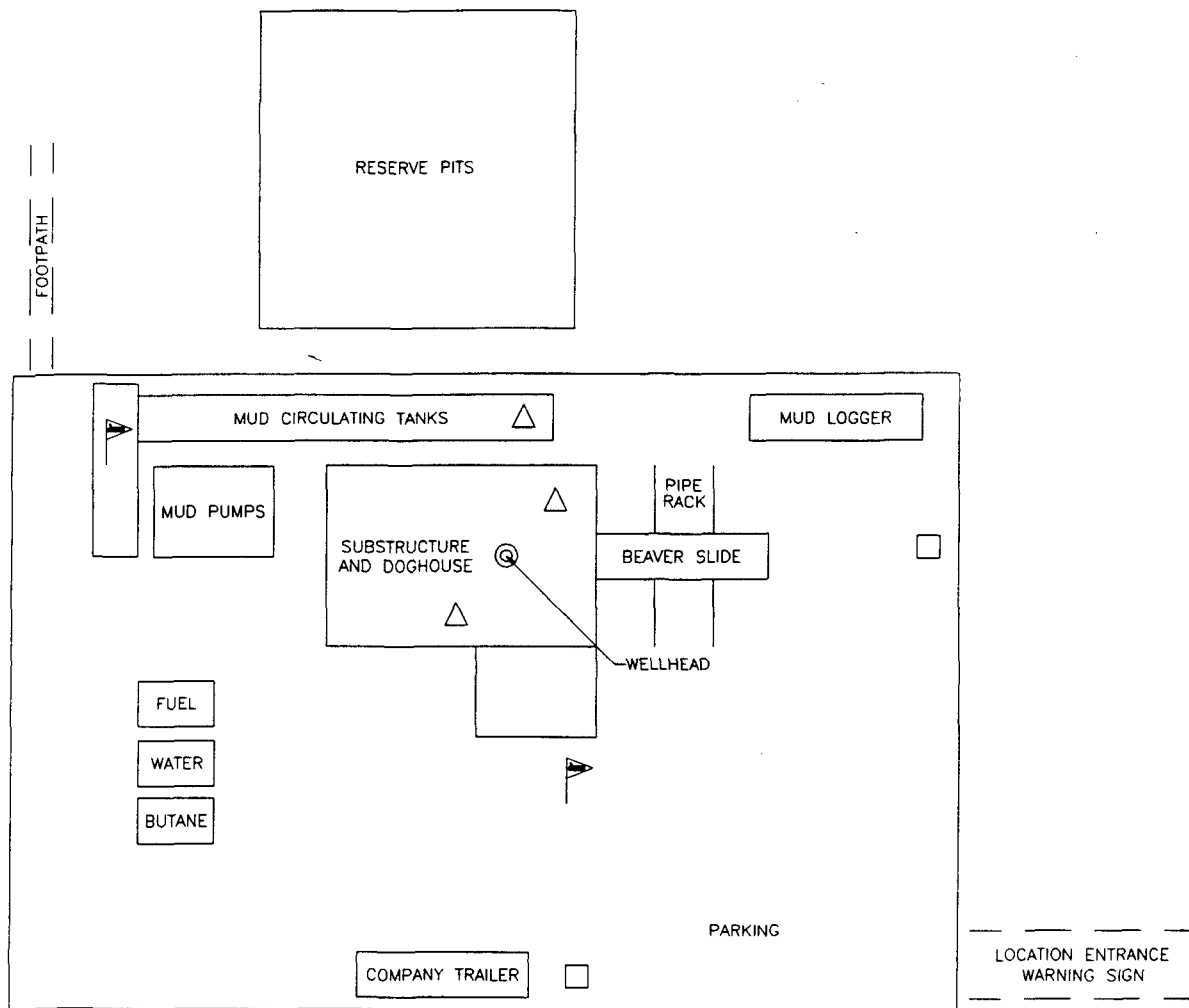 RESERVE PITS
FOOTPATH
MUD CIRCULATING TANKS
MUD LOGGER
MUD PUMPS
PIPE
RACK
SUBSTRUCTURE
AND DOGHOUSE
BEAVER SLIDE
WELLHEAD
FUEL
WATER
BUTANE
PARKING
COMPANY TRAILER
LOCATION ENTRANCE
WARNING SIGN